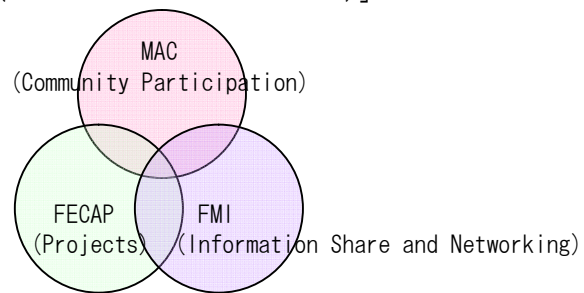 MAC
(Community Participation)
FECAP
(Projects)
FMI
(Information Share and Networking)